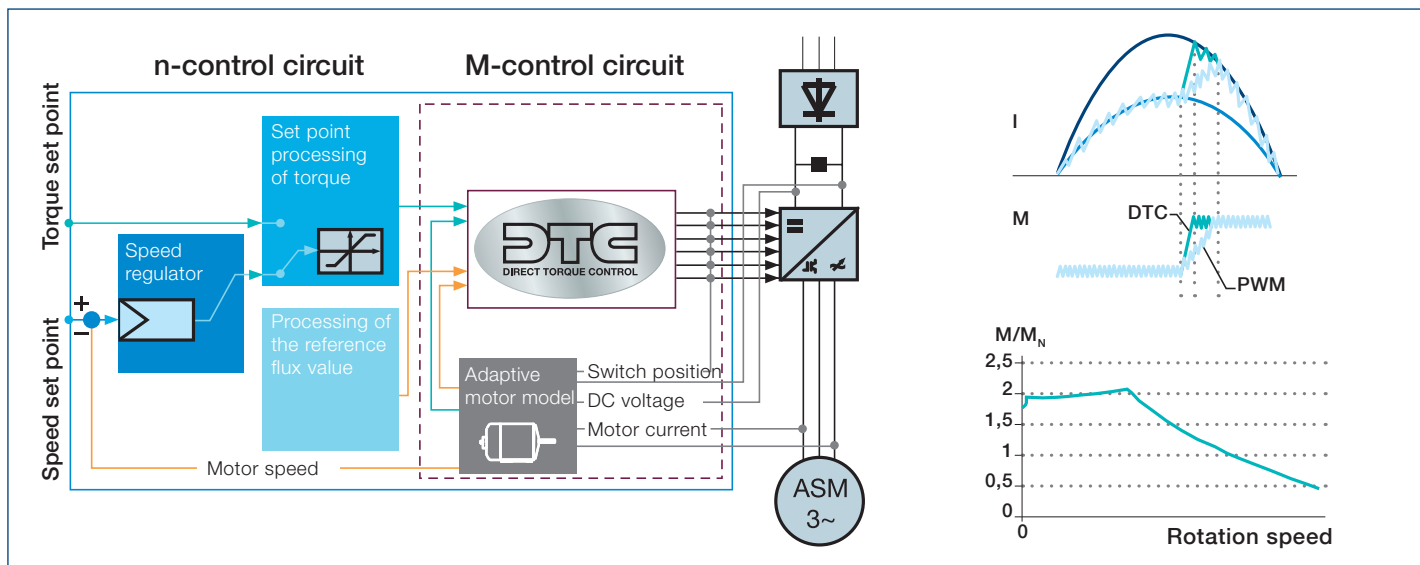 n-control circuit
M-control circuit
Torque set point
Speed set point
Set point
processing
of torque
Speed
regulator
+
−
Processing of
the reference
flux value
DTC
DIRECT TORQUE CONTROL
Adaptive
motor model
Switch position
DC voltage
Motor current
Motor speed
ASM
3~
I
M
DTC
PWM
M/MN
2,5
2
1,5
1
0,5
0
0
Rotation speed